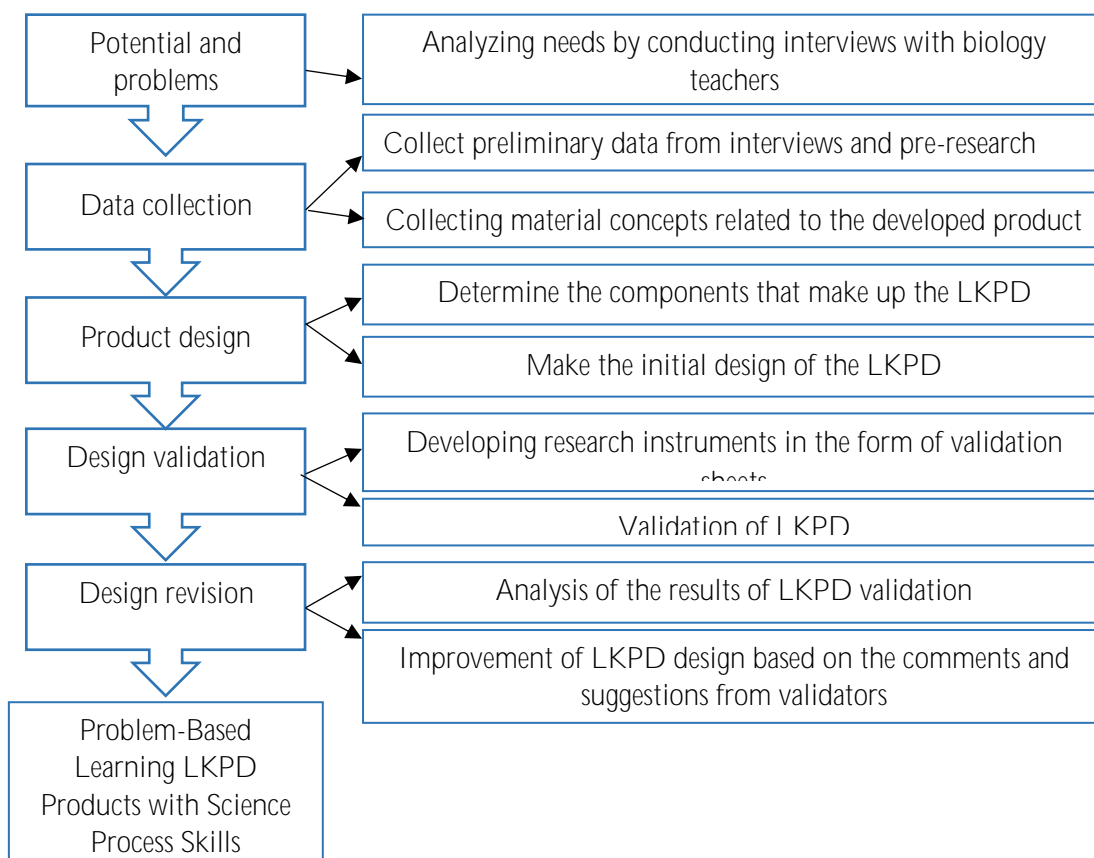 Potential and
problems
Analyzing needs by conducting interviews with biology
teachers
Data collection
Collect preliminary data from interviews and pre-research
Collecting material concepts related to the developed product
Product design
Determine the components that make up the LKPD
Make the initial design of the LKPD
Design validation
Developing research instruments in the form of validation
sheets
Validation of LKPD
Design revision
Analysis of the results of LKPD validation
Improvement of LKPD design based on the comments and
suggestions from validators
Problem-Based
Learning LKPD
Products with Science
Process Skills